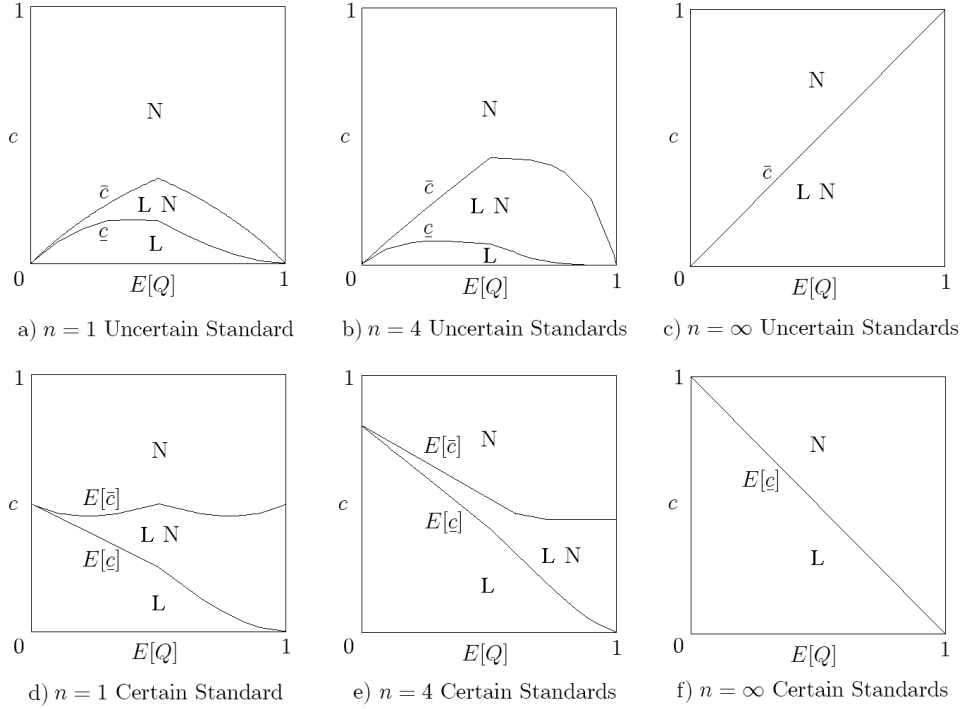 1 1 1
N N N
c c c
c̄ c̄ c̄
L N L N L N
c̲ c̲
L L
0 1 0 1 0 1
E[Q] E[Q] E[Q]
a) n = 1 Uncertain Standard b) n = 4 Uncertain Standards c) n = ∞ Uncertain Standards
1 1 1
N N N
E[c̄] E[c̄] E[c̲]
c c c
L N L N
E[c̲] E[c̲]
L L L
0 1 0 1 0 1
E[Q] E[Q] E[Q]
d) n = 1 Certain Standard e) n = 4 Certain Standards f) n = ∞ Certain Standards